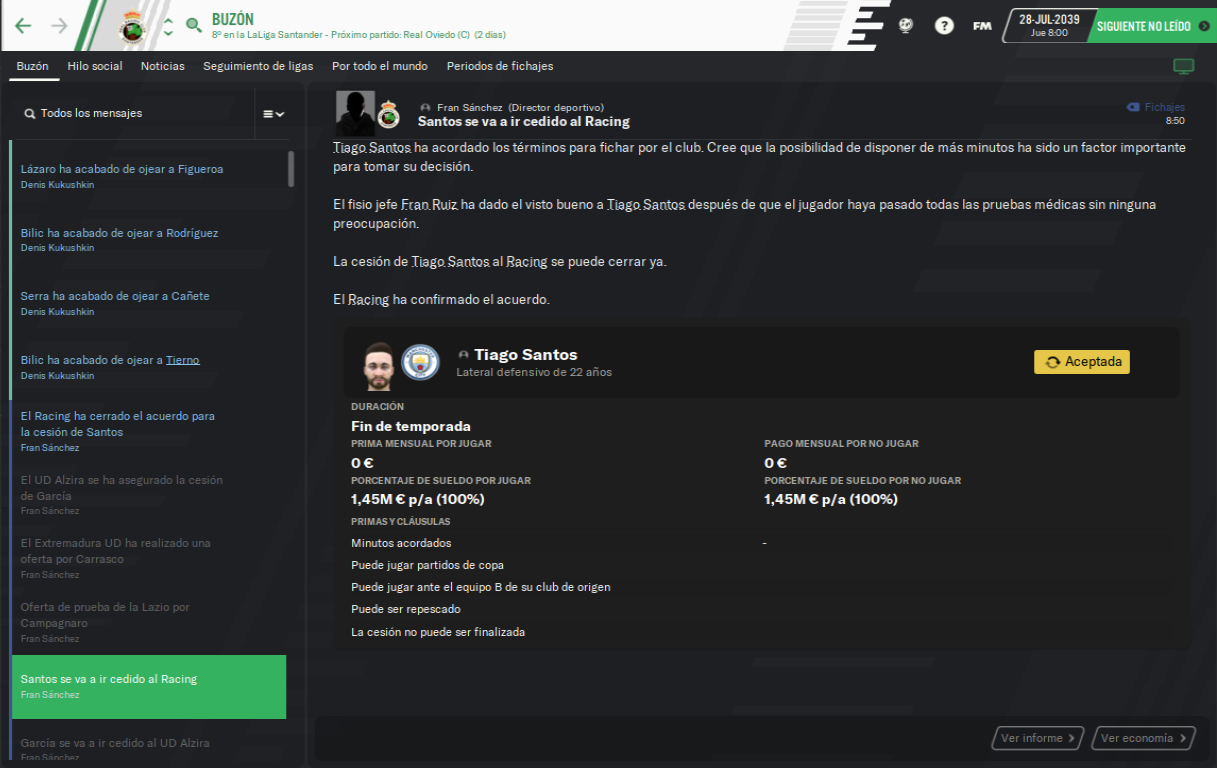 BUZÓN
8º en la LaLiga Santander - Próximo partido: Real Oviedo (C) (2 días)
?
FM
28-JUL-2039
Jue 8:00
SIGUIENTE NO LEÍDO
Buzón
Hilo social
Noticias
Seguimiento de ligas
Por todo el mundo
Periodos de fichajes
Todos los mensajes
Lázaro ha acabado de ojear a Figueroa
Denis Kukushkin
Bilic ha acabado de ojear a Rodríguez
Denis Kukushkin
Serra ha acabado de ojear a Cañete
Denis Kukushkin
Bilic ha acabado de ojear a Tierno
Denis Kukushkin
El Racing ha cerrado el acuerdo para
la cesión de Santos
Fran Sánchez
El UD Alzira se ha asegurado la cesión
de García
Fran Sánchez
El Extremadura UD ha realizado una
oferta por Carrasco
Fran Sánchez
Oferta de prueba de la Lazio por
Campagnaro
Fran Sánchez
Santos se va a ir cedido al Racing
Fran Sánchez
García se va a ir cedido al UD Alzira
Fran Sánchez
Fran Sánchez (Director deportivo)
Santos se va a ir cedido al Racing
Fichajes
8:50
Tiago Santos ha acordado los términos para fichar por el club. Cree que la posibilidad de disponer de más minutos ha sido un factor importante
para tomar su decisión.
El fisio jefe Fran Ruiz ha dado el visto bueno a Tiago Santos después de que el jugador haya pasado todas las pruebas médicas sin ninguna
preocupación.
La cesión de Tiago Santos al Racing se puede cerrar ya.
El Racing ha confirmado el acuerdo.
Tiago Santos
Lateral defensivo de 22 años
Aceptada
DURACIÓN
Fin de temporada
PRIMA MENSUAL POR JUGAR
PAGO MENSUAL POR NO JUGAR
0 €
0 €
PORCENTAJE DE SUELDO POR JUGAR
PORCENTAJE DE SUELDO POR NO JUGAR
1,45M € p/a (100%)
1,45M € p/a (100%)
PRIMAS Y CLÁUSULAS
Minutos acordados
-
Puede jugar partidos de copa
Puede jugar ante el equipo B de su club de origen
Puede ser repescado
La cesión no puede ser finalizada
Ver informe
Ver economía